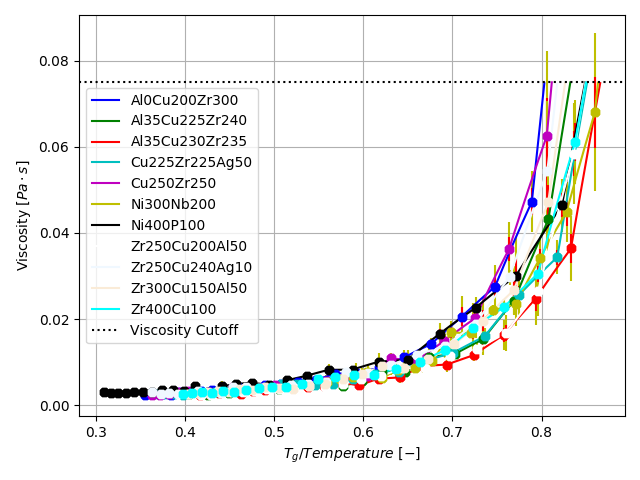 0.08
0.06
0.04
0.02
0.00
Viscosity [Pa · s]
Al0Cu200Zr300
Al35Cu225Zr240
Al35Cu230Zr235
Cu225Zr225Ag50
Cu250Zr250
Ni300Nb200
Ni400P100
Zr250Cu200Al50
Zr250Cu240Ag10
Zr300Cu150Al50
Zr400Cu100
Viscosity Cutoff
0.3 0.4 0.5 0.6 0.7 0.8
T_g/Temperature [−]